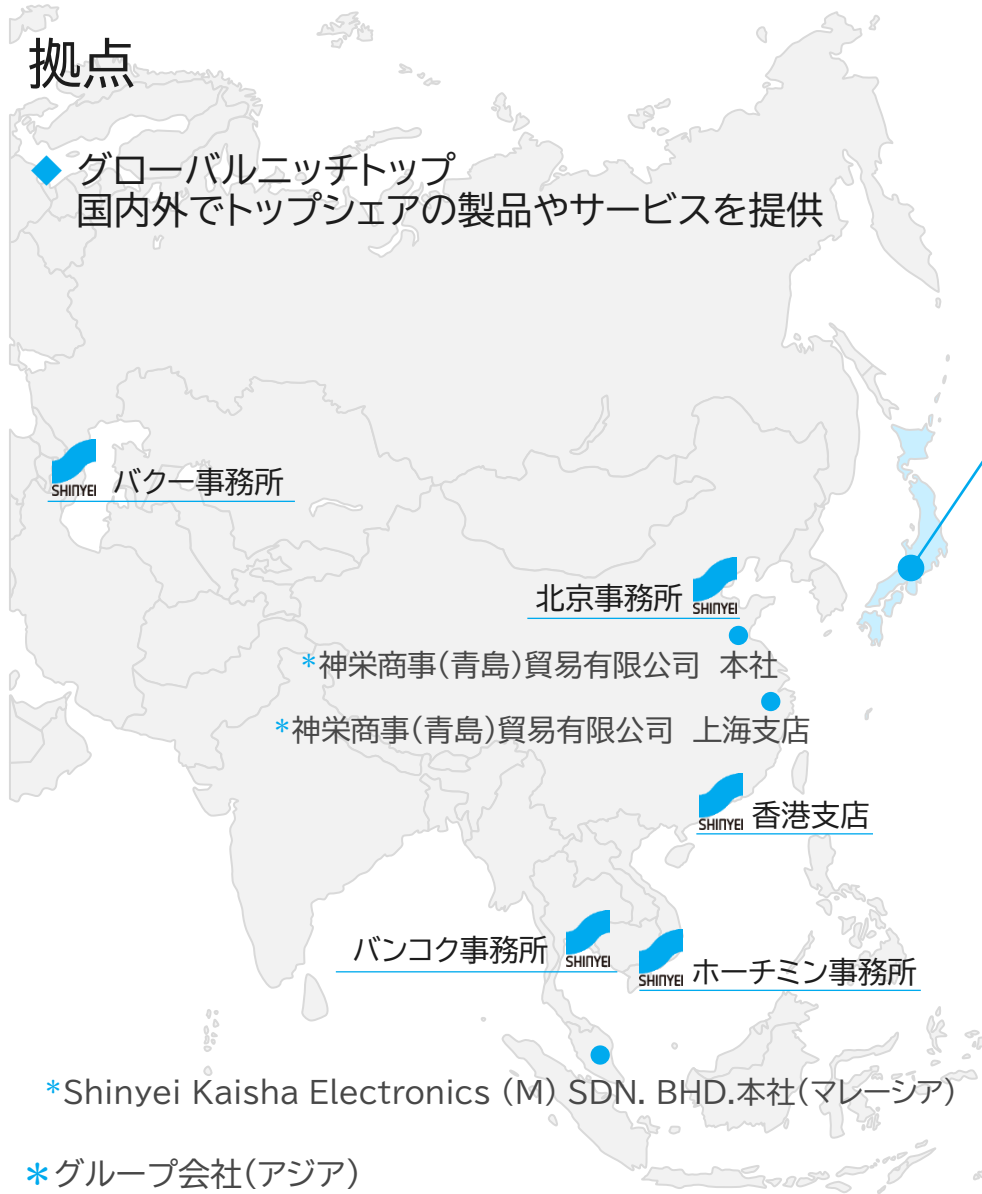 拠点
◆ グローバルニッチトップ
国内外でトップシェアの製品やサービスを提供
SHINYEI バクー事務所
北京事務所 SHINYEI
*神栄商事(青島)貿易有限公司 本社
*神栄商事(青島)貿易有限公司 上海支店
SHINYEI 香港支店
バンコク事務所 SHINYEI
SHINYEI ホーチミン事務所
*Shinyei Kaisha Electronics (M) SDN. BHD.本社(マレーシア)
*グループ会社(アジア)